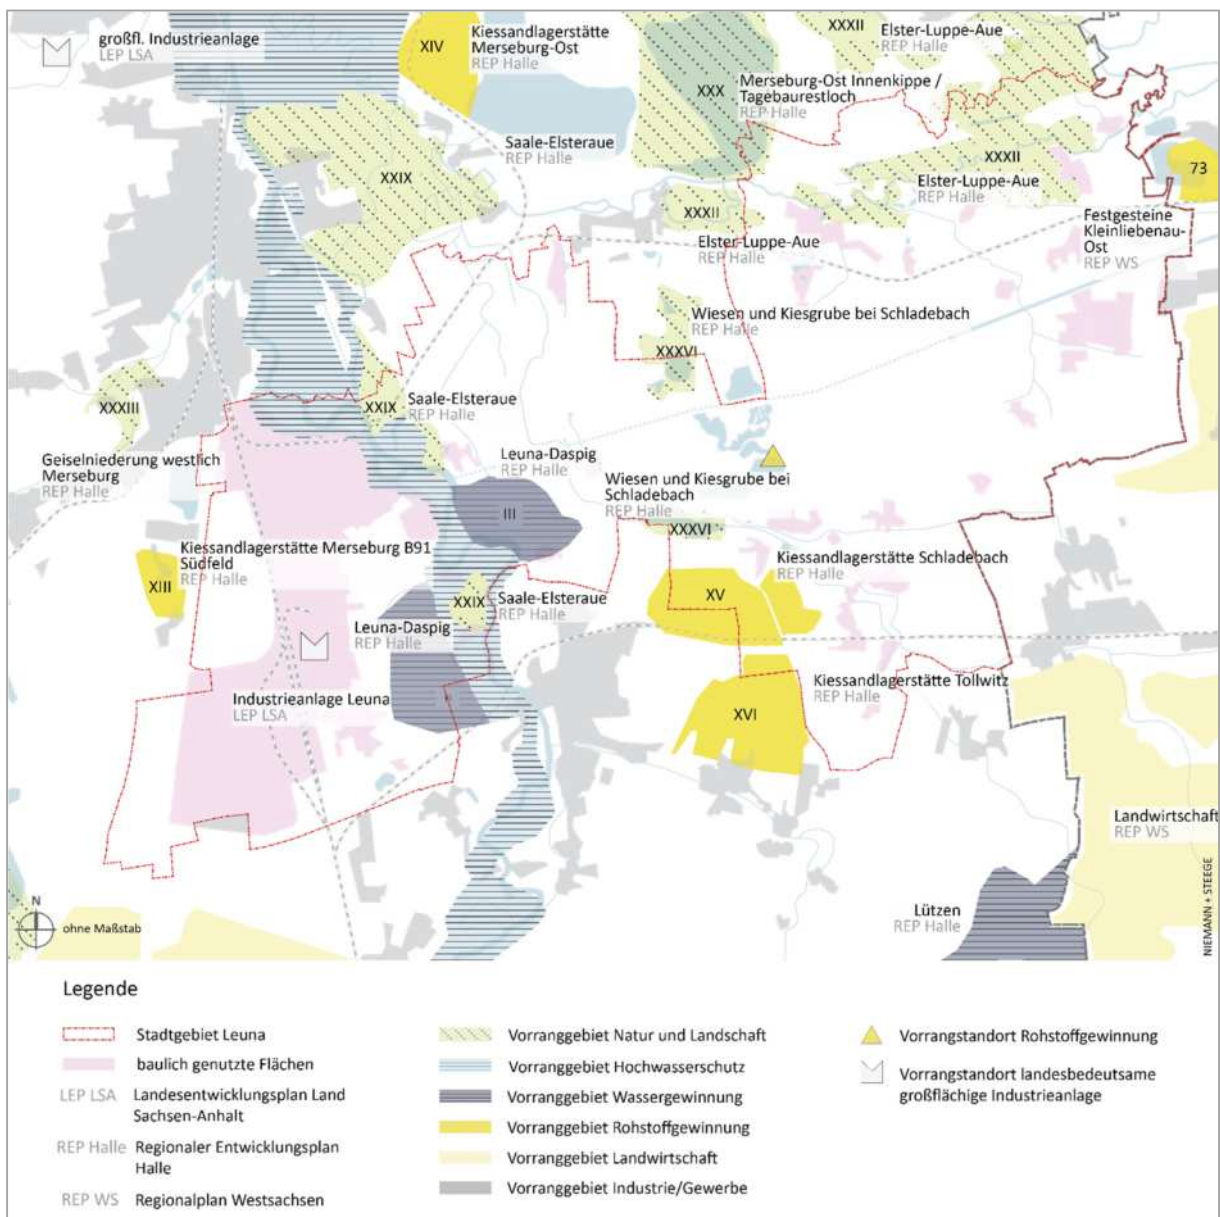 großfl. Industrieanlage
LEP LSA
XIV
Kiessandlagerstätte
Merseburg-Ost
REP Halle
XXXII
Elster-Luppe-Aue
REP Halle
XXX
Merseburg-Ost Innenkippe /
Tagebaurestloch
REP Halle
Saale-Elsteraue
REP Halle
XXIX
XXXII
Elster-Luppe-Aue
REP Halle
73
XXXII
Elster-Luppe-Aue
REP Halle
Festgesteine
Kleinliebenau-
Ost
REP WS
Wiesen und Kiesgrube bei Schladebach
REP Halle
XXXVI
XXXIII
XXIX
Saale-Elsteraue
REP Halle
Geiselniederung westlich
Merseburg
REP Halle
Leuna-Daspig
REP Halle
Wiesen und Kiesgrube bei
Schladebach
REP Halle
III
XXXVI
Kiessandlagerstätte Merseburg B91
Südfeld
REP Halle
XIII
Kiessandlagerstätte Schladebach
REP Halle
XV
XXIX
Saale-Elsteraue
REP Halle
Leuna-Daspig
REP Halle
Industrieanlage Leuna
LEP LSA
Kiessandlagerstätte Tollwitz
REP Halle
XVI
Landwirtschaft
REP WS
Lützen
REP Halle
N
ohne Maßstab
NIEMANN + STEEGE
Legende
Stadtgebiet Leuna
baulich genutzte Flächen
LEP LSA Landesentwicklungsplan Land
Sachsen-Anhalt
REP Halle Regionaler Entwicklungsplan
Halle
REP WS Regionalplan Westsachsen
Vorranggebiet Natur und Landschaft
Vorranggebiet Hochwasserschutz
Vorranggebiet Wassergewinnung
Vorranggebiet Rohstoffgewinnung
Vorranggebiet Landwirtschaft
Vorranggebiet Industrie/Gewerbe
Vorrangstandort Rohstoffgewinnung
Vorrangstandort landesbedeutsame
großflächige Industrieanlage